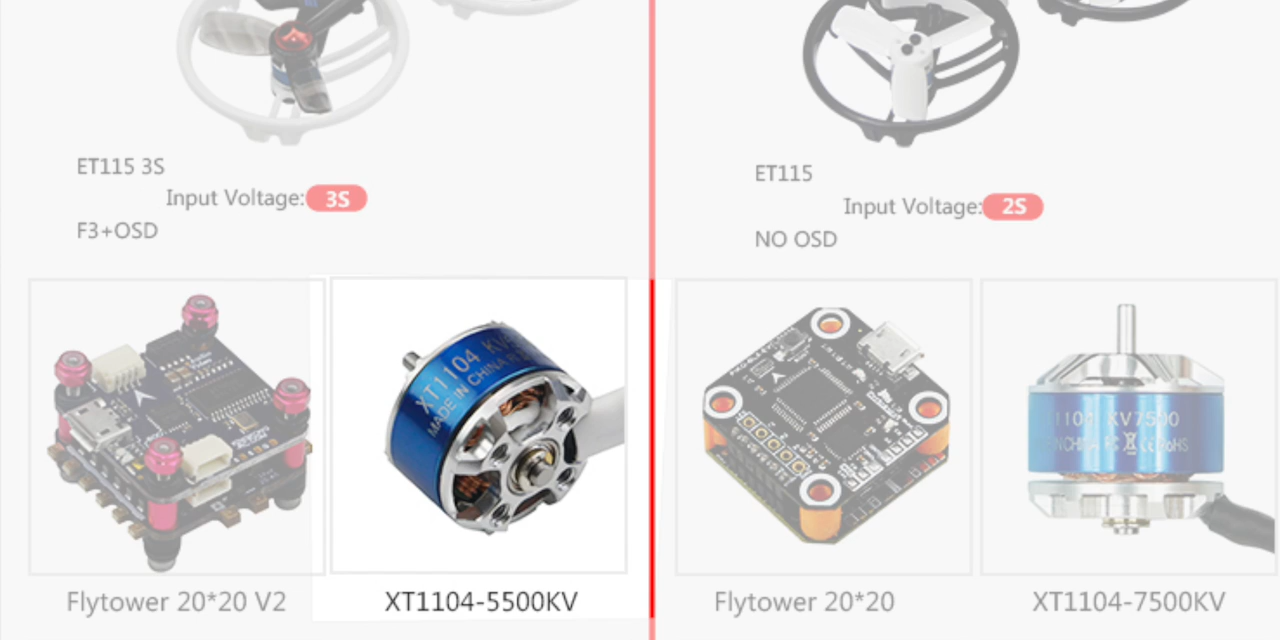 ET115 3S
Input Voltage: 3S
F3+OSD
XT1104 KV
MADE IN CHINA
Flytower 20*20 V2
XT1104-5500KV
ET115
Input Voltage: 2S
NO OSD
1104 KV7500
Flytower 20*20
XT1104-7500KV